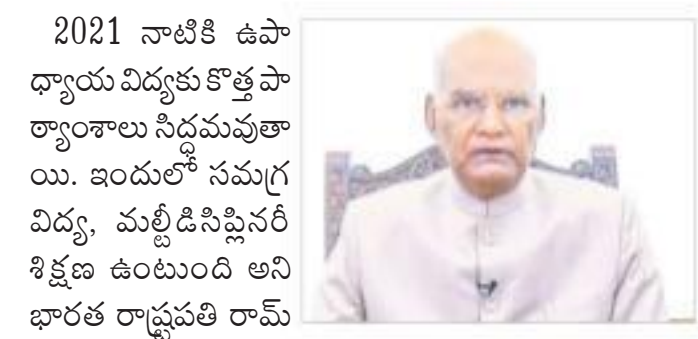 2021 నాటికి ఉపా
ధ్యాయ విద్యకు కొత్త పా
ఠ్యాంశాలు సిద్ధమవుతా
యి. ఇందులో సమగ్ర
విద్య, మల్టీడిసిప్లినరీ
శిక్షణ ఉంటుంది అని
భారత రాష్ట్రపతి రామ్